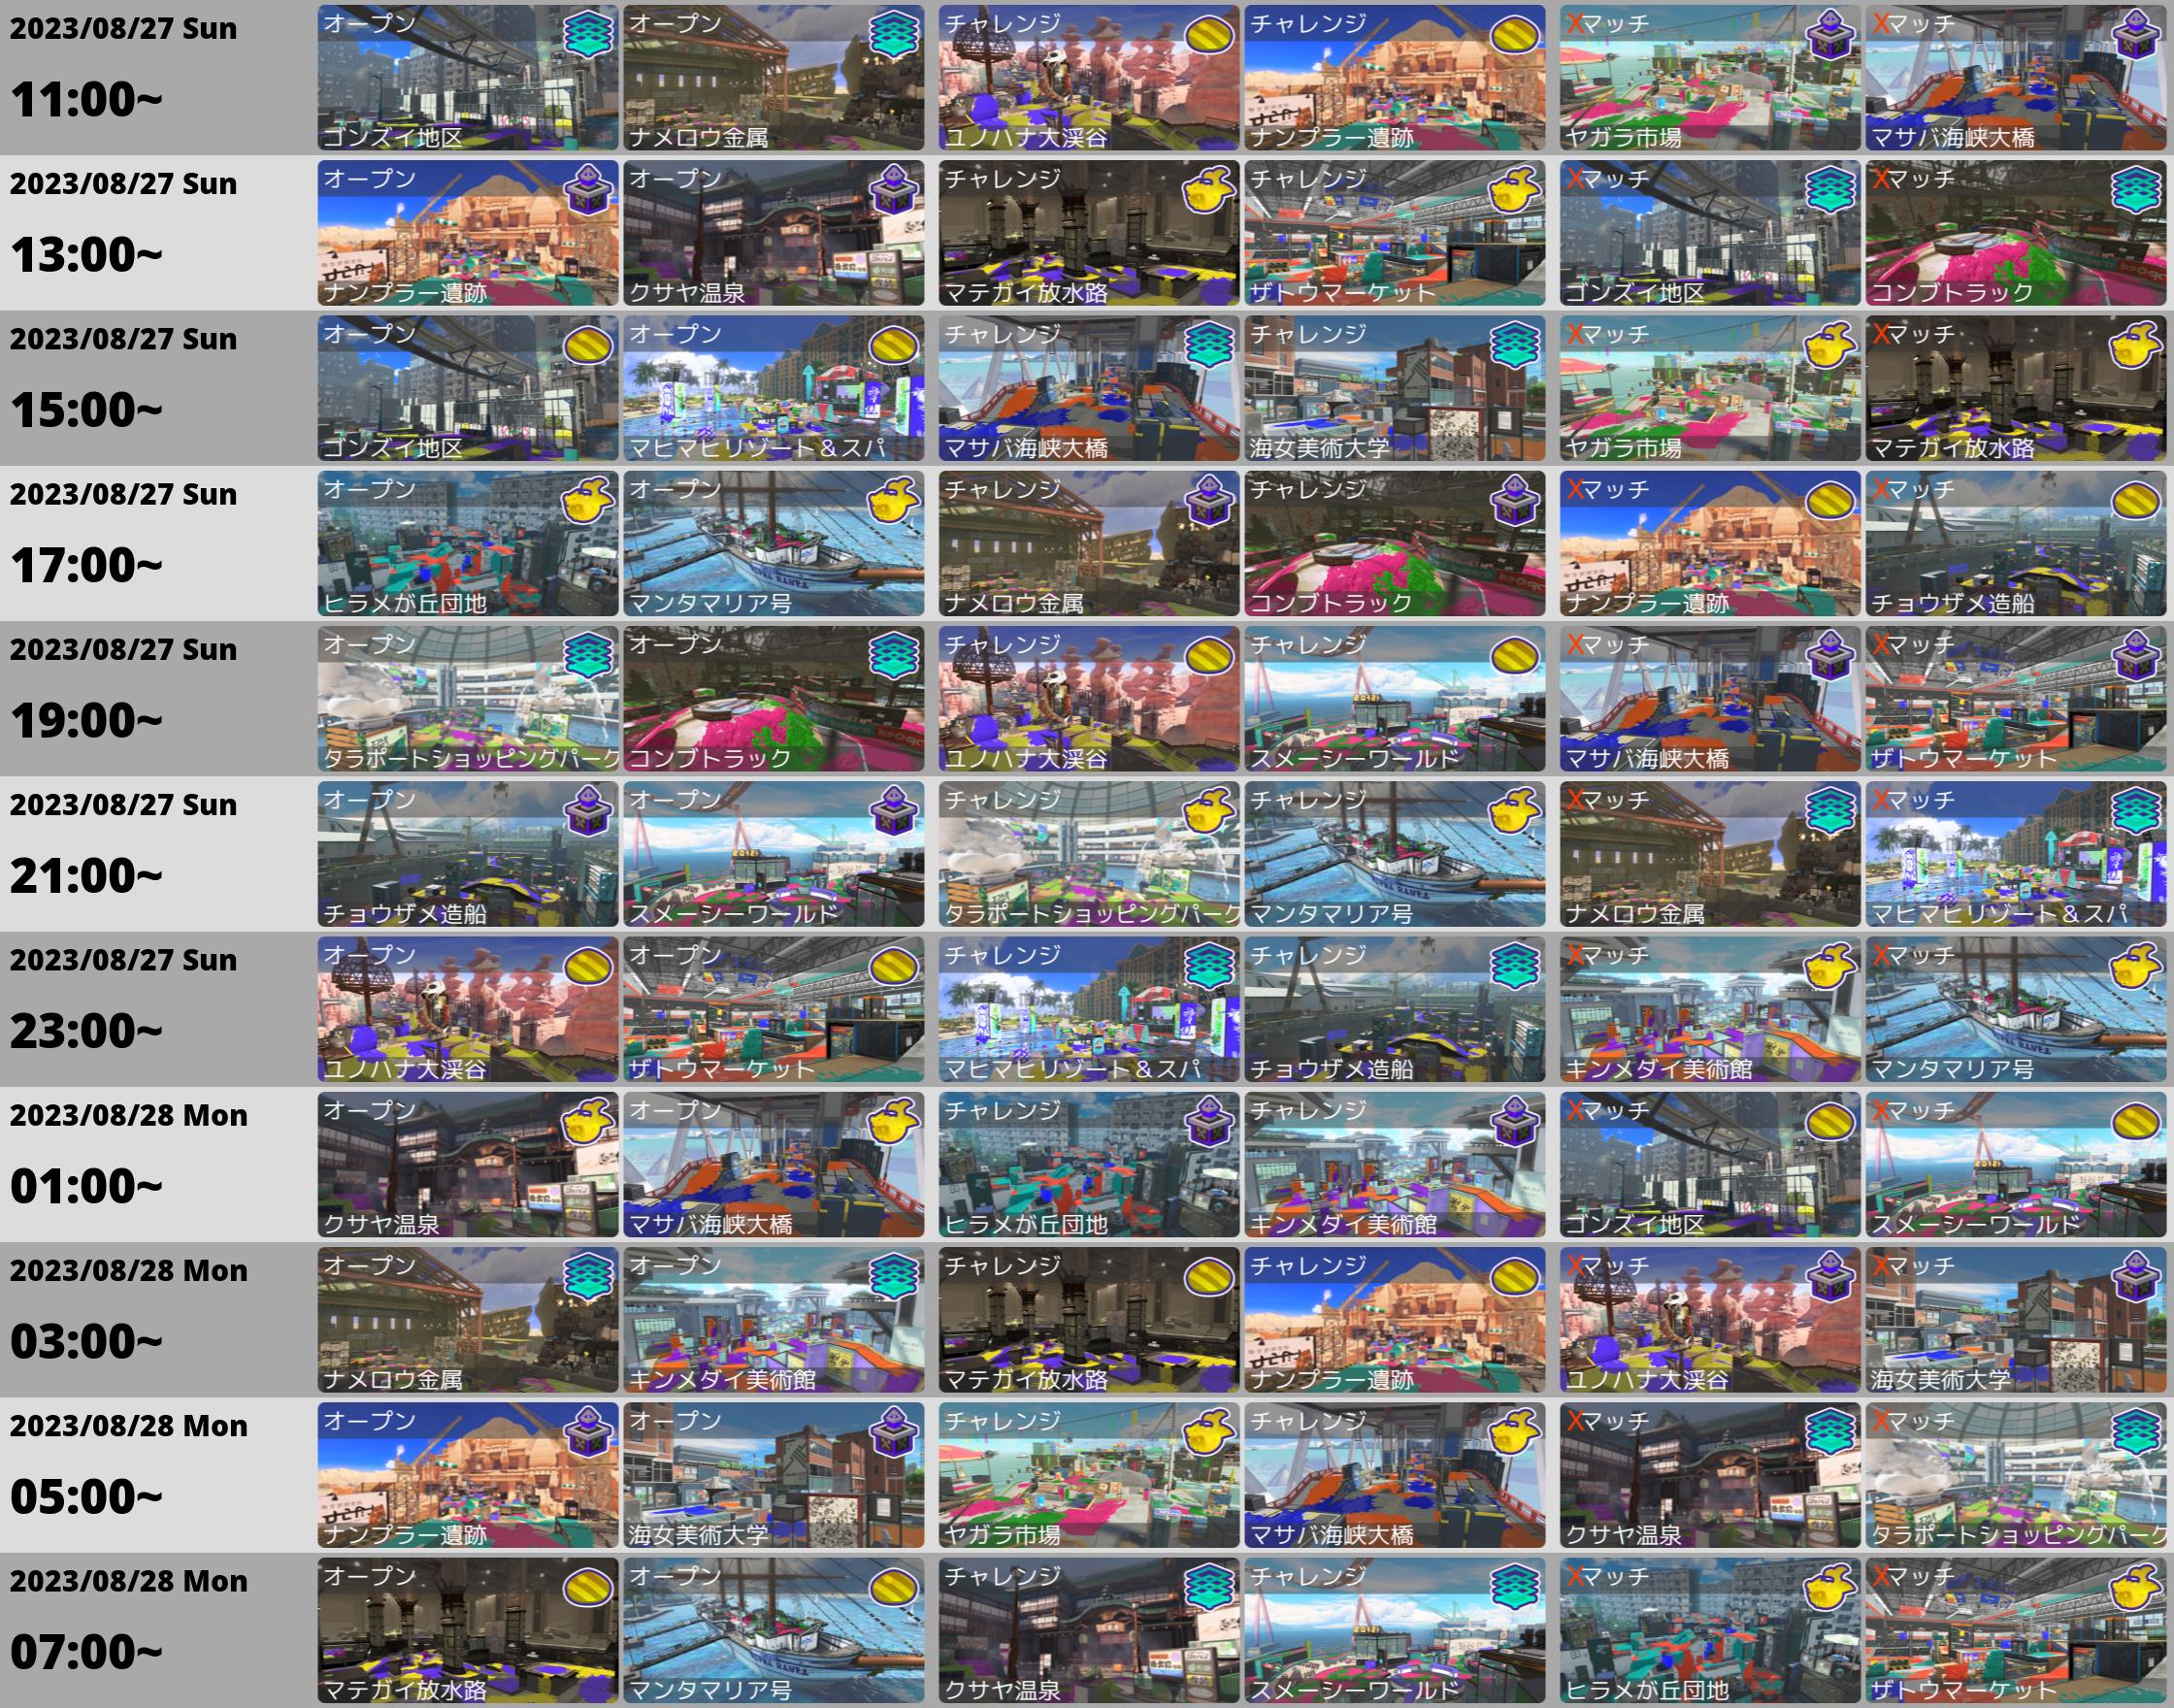 2023/08/27 Sun
11:00~
オープン
ゴンズイ地区
オープン
ナメロウ金属
チャレンジ
ユノハナ大渓谷
チャレンジ
ナンプラー遺跡
Xマッチ
ヤガラ市場
Xマッチ
マサバ海峡大橋
2023/08/27 Sun
13:00~
オープン
ナンプラー遺跡
オープン
クサヤ温泉
チャレンジ
マテガイ放水路
チャレンジ
ザトウマーケット
Xマッチ
ゴンズイ地区
Xマッチ
コンブトラック
2023/08/27 Sun
15:00~
オープン
ゴンズイ地区
オープン
マヒマヒリゾート＆スパ
チャレンジ
マサバ海峡大橋
チャレンジ
海女美術大学
Xマッチ
ヤガラ市場
Xマッチ
マテガイ放水路
2023/08/27 Sun
17:00~
オープン
ヒラメが丘団地
オープン
マンタマリア号
チャレンジ
ナメロウ金属
チャレンジ
コンブトラック
Xマッチ
ナンプラー遺跡
Xマッチ
チョウザメ造船
2023/08/27 Sun
19:00~
オープン
タラポートショッピングパーク
オープン
コンブトラック
チャレンジ
ユノハナ大渓谷
チャレンジ
スメーシーワールド
Xマッチ
マサバ海峡大橋
Xマッチ
ザトウマーケット
2023/08/27 Sun
21:00~
オープン
チョウザメ造船
オープン
スメーシーワールド
チャレンジ
タラポートショッピングパーク
チャレンジ
マンタマリア号
Xマッチ
ナメロウ金属
Xマッチ
マヒマヒリゾート＆スパ
2023/08/27 Sun
23:00~
オープン
ユノハナ大渓谷
オープン
ザトウマーケット
チャレンジ
マヒマヒリゾート＆スパ
チャレンジ
チョウザメ造船
Xマッチ
キンメダイ美術館
Xマッチ
マンタマリア号
2023/08/28 Mon
01:00~
オープン
クサヤ温泉
オープン
マサバ海峡大橋
チャレンジ
ヒラメが丘団地
チャレンジ
キンメダイ美術館
Xマッチ
ゴンズイ地区
Xマッチ
スメーシーワールド
2023/08/28 Mon
03:00~
オープン
ナメロウ金属
オープン
キンメダイ美術館
チャレンジ
マテガイ放水路
チャレンジ
ナンプラー遺跡
Xマッチ
ユノハナ大渓谷
Xマッチ
海女美術大学
2023/08/28 Mon
05:00~
オープン
ナンプラー遺跡
オープン
海女美術大学
チャレンジ
ヤガラ市場
チャレンジ
マサバ海峡大橋
Xマッチ
クサヤ温泉
Xマッチ
タラポートショッピングパーク
2023/08/28 Mon
07:00~
オープン
マテガイ放水路
オープン
マンタマリア号
チャレンジ
クサヤ温泉
チャレンジ
スメーシーワールド
Xマッチ
ヒラメが丘団地
Xマッチ
ザトウマーケット